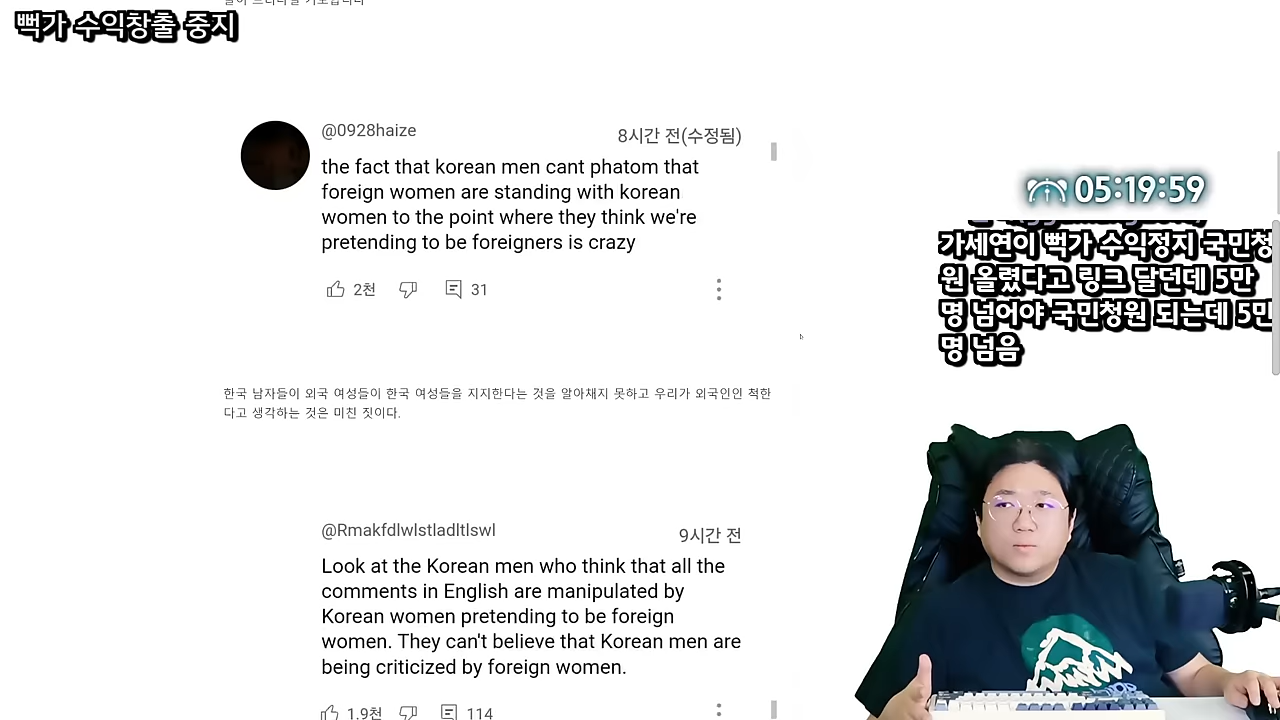 뻑가 수익창출 중지
@0928haize
8시간 전(수정됨)
the fact that korean men cant phatom that
foreign women are standing with korean
women to the point where they think we're
pretending to be foreigners is crazy
2천
31
한국 남자들이 외국 여성들이 한국 여성들을 지지한다는 것을 알아채지 못하고 우리가 외국인인 척한
다고 생각하는 것은 미친 짓이다.
@Rmakfdlwlstladltlswl
9시간 전
Look at the Korean men who think that all the
comments in English are manipulated by
Korean women pretending to be foreign
women. They can't believe that Korean men are
being criticized by foreign women.
1.9천
114
05:19:59
가세연이 뻑가 수익정지 국민청
원 올렸다고 링크 달던데 5만
명 넘어야 국민청원 되는데 5만
명 넘음